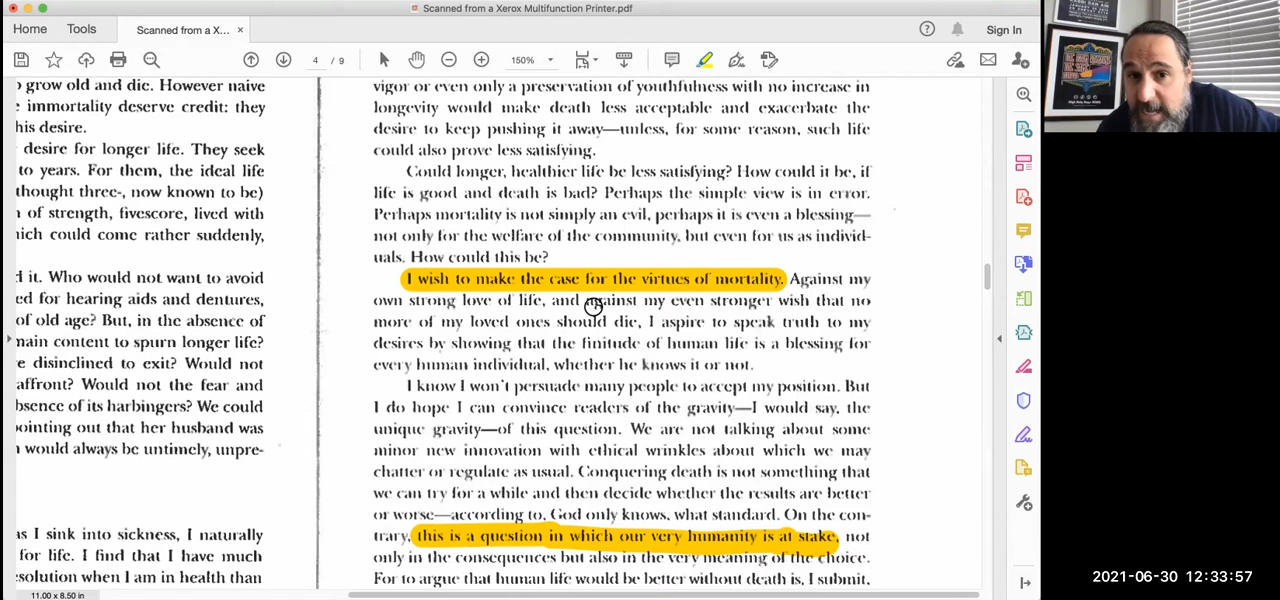 Scanned from a Xerox Multifunction Printer.pdf
Home Tools Scanned from a X... × Sign In
4 / 9 150%
grow old and die. However naive
immortality deserve credit: they
his desire.
desire for longer life. They seek
to years. For them, the ideal life
thought three-, now known to be)
of strength, fivescore, lived with
could come rather suddenly,
it. Who would not want to avoid
for hearing aids and dentures,
of old age? But, in the absence of
content to spurn longer life?
disinclined to exit? Would not
affront? Would not the fear and
of its harbingers? We could
out that her husband was
would always be untimely, unpre-
as I sink into sickness, I naturally
for life. I find that I have much
when I am in health than
vigor or even only a preservation of youthfulness with no increase in
longevity would make death less acceptable and exacerbate the
desire to keep pushing it away—unless, for some reason, such life
could also prove less satisfying.
Could longer, healthier life be less satisfying? How could it be, if
life is good and death is bad? Perhaps the simple view is in error.
Perhaps mortality is not simply an evil, perhaps it is even a blessing—
not only for the welfare of the community, but even for us as individ-
uals. How could this be?
I wish to make the case for the virtues of mortality. Against my
own strong love of life, and against my even stronger wish that no
more of my loved ones should die, I aspire to speak truth to my
desires by showing that the finitude of human life is a blessing for
every human individual, whether he knows it or not.
I know I won't persuade many people to accept my position. But
I do hope I can convince readers of the gravity—I would say, the
unique gravity—of this question. We are not talking about some
minor new innovation with ethical wrinkles about which we may
chatter or regulate as usual. Conquering death is not something that
we can try for a while and then decide whether the results are better
or worse—according to, God only knows, what standard. On the con-
trary, this is a question in which our very humanity is at stake, not
only in the consequences but also in the very meaning of the choice.
For to argue that human life would be better without death is, I submit,
11.00 x 8.50 in
2021-06-30 12:33:57